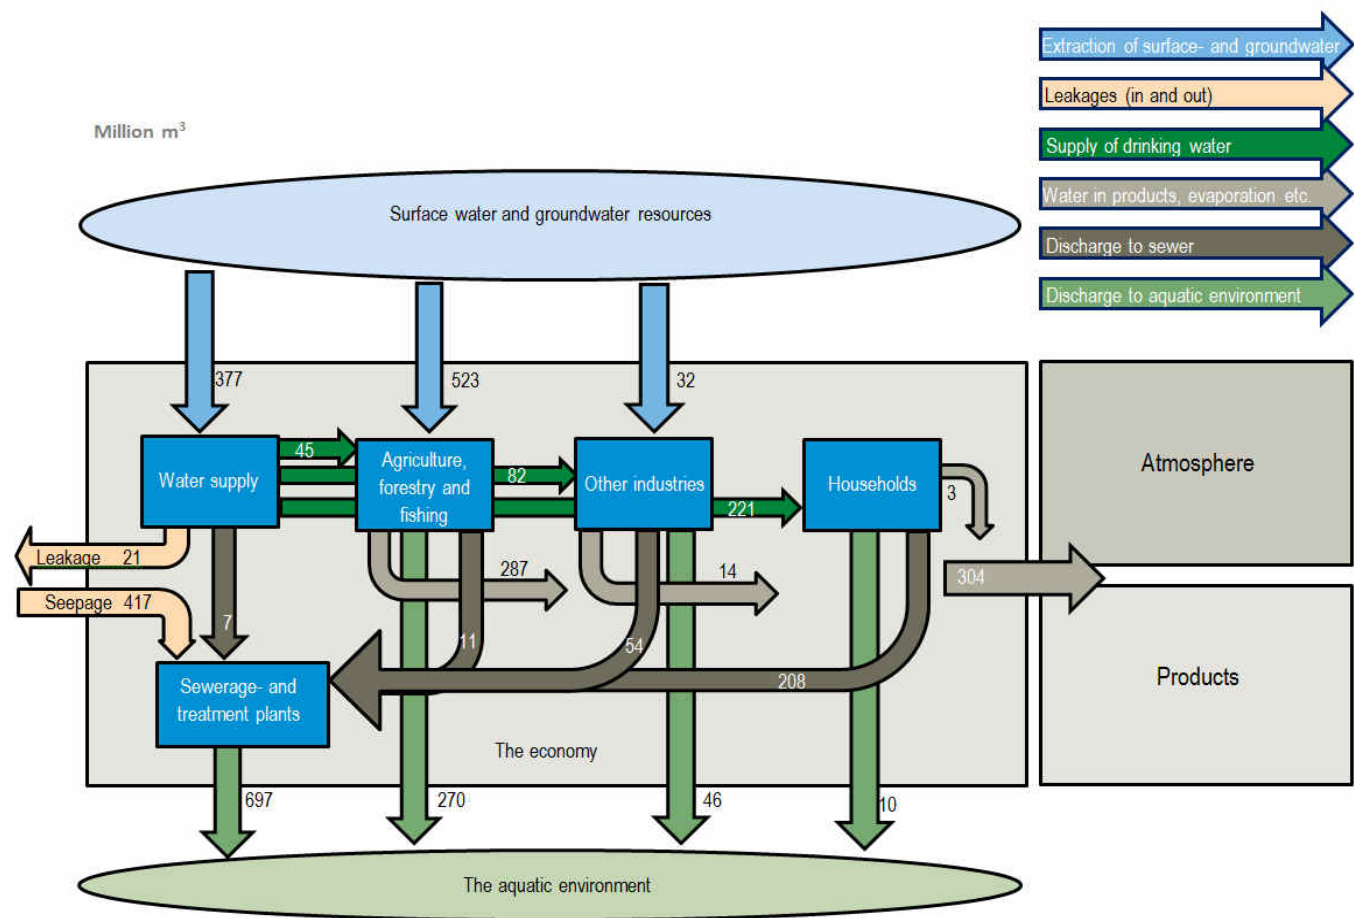 Extraction of surface- and groundwater
Leakages (in and out)
Million m³
Supply of drinking water
Water in products, evaporation etc.
Surface water and groundwater resources
Discharge to sewer
Discharge to aquatic environment
377
523
32
45
82
221
Water supply
Agriculture,
forestry and
fishing
Other industries
Households
3
Atmosphere
Leakage 21
287
14
304
Seepage 417
7
11
54
208
Products
Sewerage- and
treatment plants
The economy
697
270
46
10
The aquatic environment